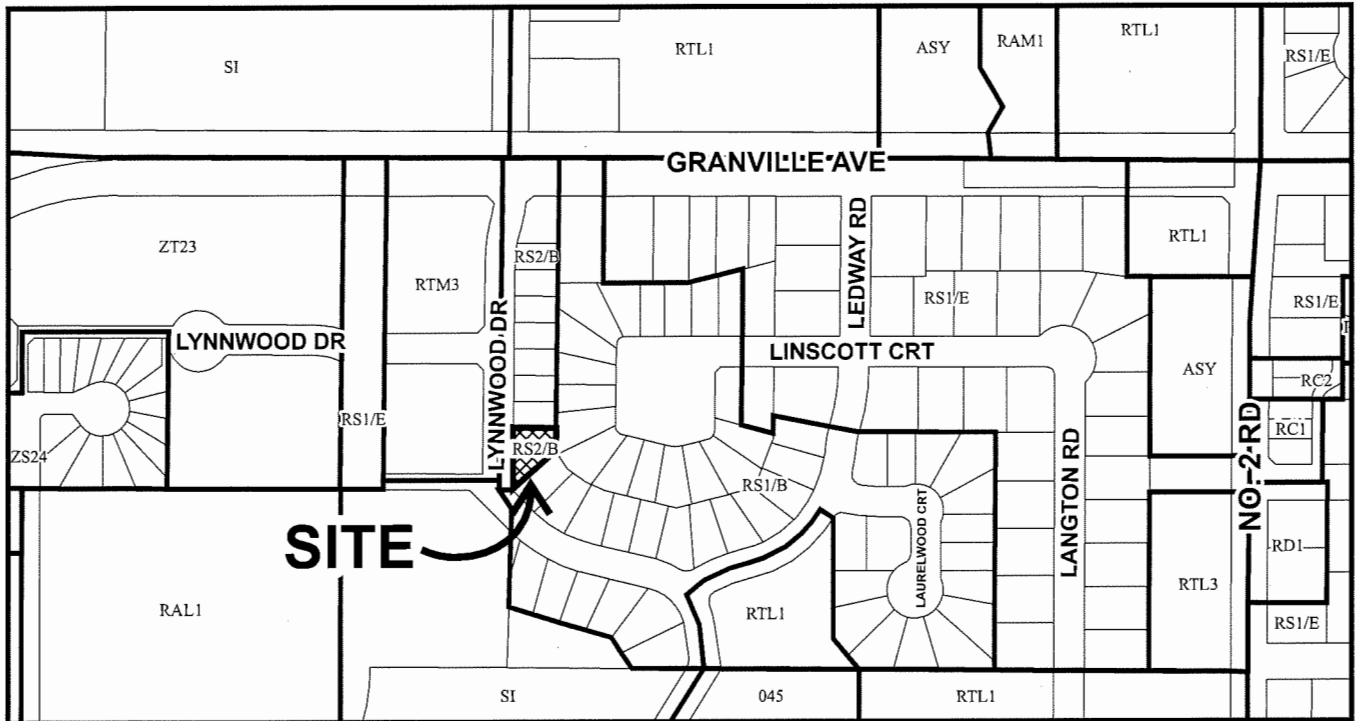 SI
RTL1
ASY
RAM1
RTL1
RS1/E
GRANVILLE AVE
ZT23
RS2/B
RTM3
LEDWAY RD
RTL1
RS1/E
RS1/E
LYNNWOOD DR
LYNNWOOD DR
LINSCOTT CRT
ASY
RC2
RS1/E
RC1
ZS24
RS2/B
RS1/B
NO. 2 RD
LANGTON RD
LAURELWOOD CRT
SITE
RD1
RAL1
RTL1
RTL3
RS1/E
SI
045
RTL1